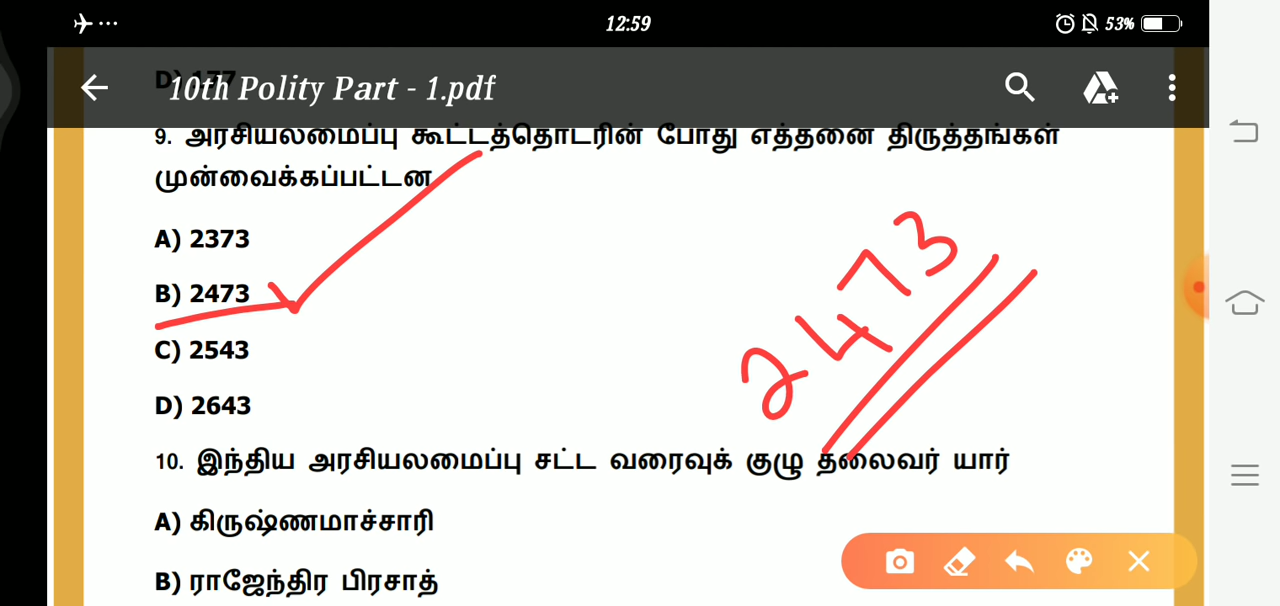 12:59
53%
10th Polity Part - 1.pdf
9. அரசியலமைப்பு கூட்டத்தொடரின் போது எத்தனை திருத்தங்கள்
முன்வைக்கப்பட்டன
A) 2373
B) 2473
C) 2543
D) 2643
2473
10. இந்திய அரசியலமைப்பு சட்ட வரைவுக் குழு தலைவர் யார்
A) கிருஷ்ணமாச்சாரி
B) ராஜேந்திர பிரசாத்